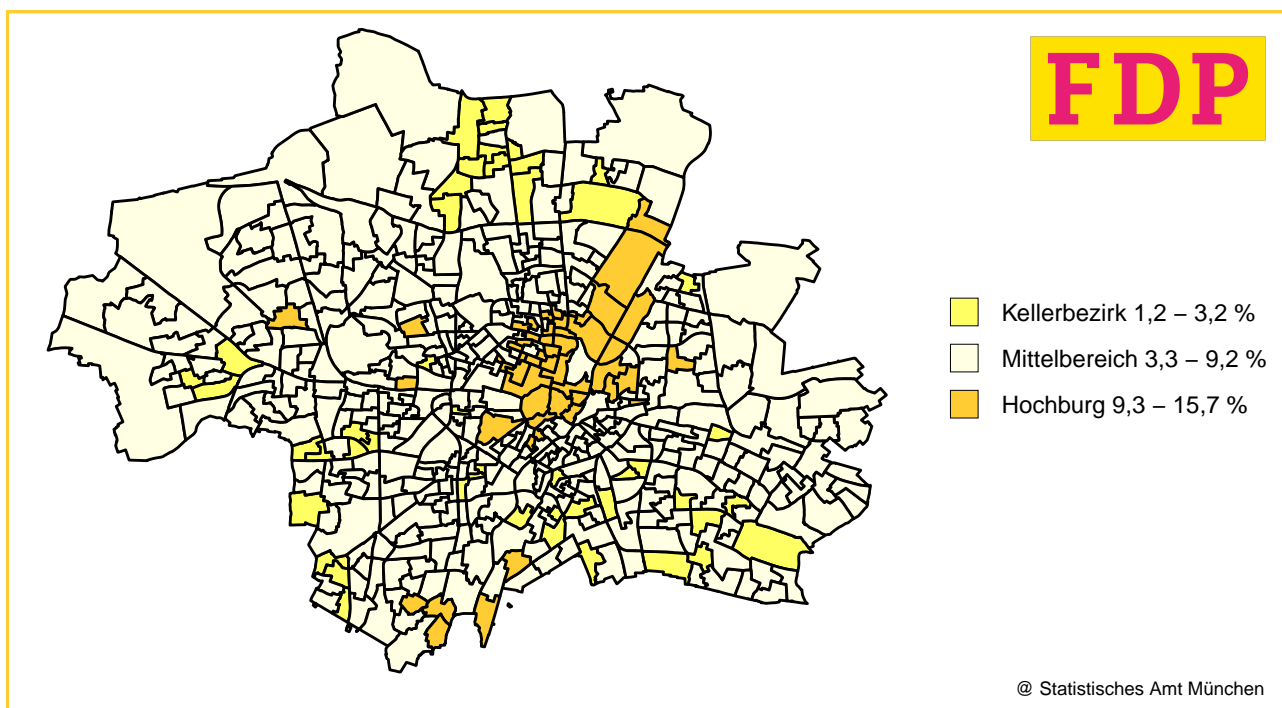 FDP
Kellerbezirk 1,2 – 3,2 %
Mittelbereich 3,3 – 9,2 %
Hochburg 9,3 – 15,7 %
@ Statistisches Amt München